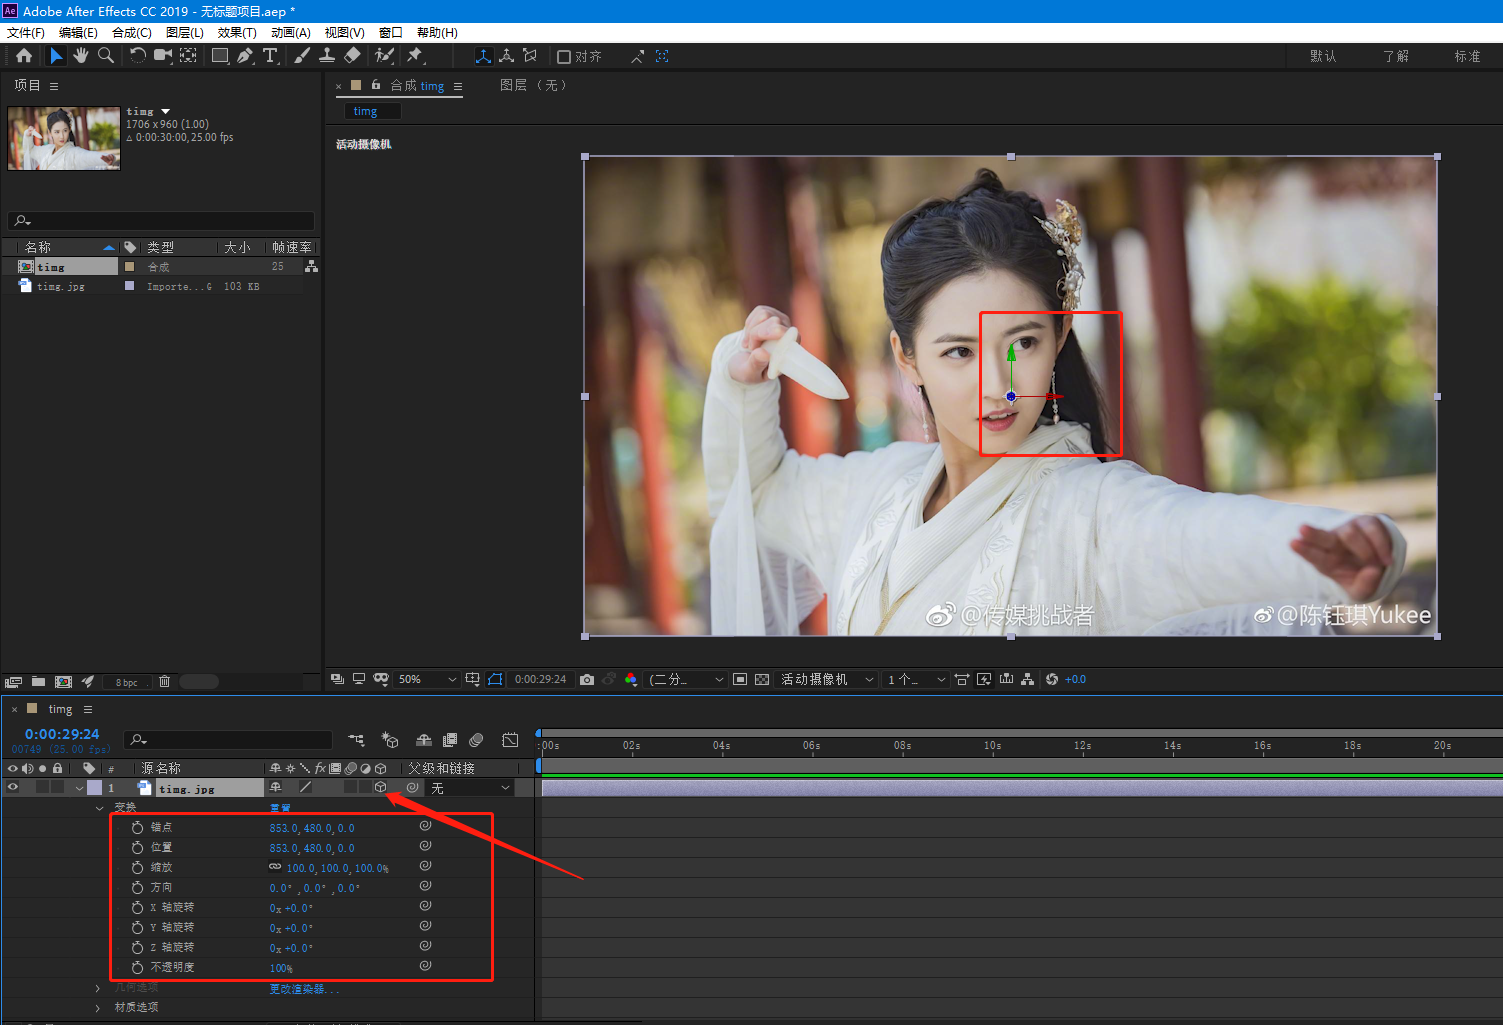 Ae Adobe After Effects CC 2019 - 无标题项目.aep *
文件(F) 编辑(E) 合成(C) 图层(L) 效果(T) 动画(A) 视图(V) 窗口 帮助(H)
对齐 默认 了解 标准
项目
× 合成 timg 图层 (无)
timg
timg
1706 x 960 (1.00)
△ 0:00:30:00, 25.00 fps
活动摄像机
名称 类型 大小 帧速率
timg 合成 25
timg.jpg Importe...G 103 KB
@传媒挑战者 @陈钰琪Yukee
8 bpc 50% 0:00:29:24 (二分... 活动摄像机 1个... +0.0
× timg
0:00:29:24
00749 (25.00 fps)
:00s 02s 04s 06s 08s 10s 12s 14s 16s 18s 20s
# 源名称 fx 父级和链接
1 timg.jpg 无
变换 重置
锚点 853.0, 480.0, 0.0
位置 853.0, 480.0, 0.0
缩放 100.0, 100.0, 100.0%
方向 0.0°, 0.0°, 0.0°
X 轴旋转 0x +0.0°
Y 轴旋转 0x +0.0°
Z 轴旋转 0x +0.0°
不透明度 100%
几何选项 更改渲染器...
材质选项